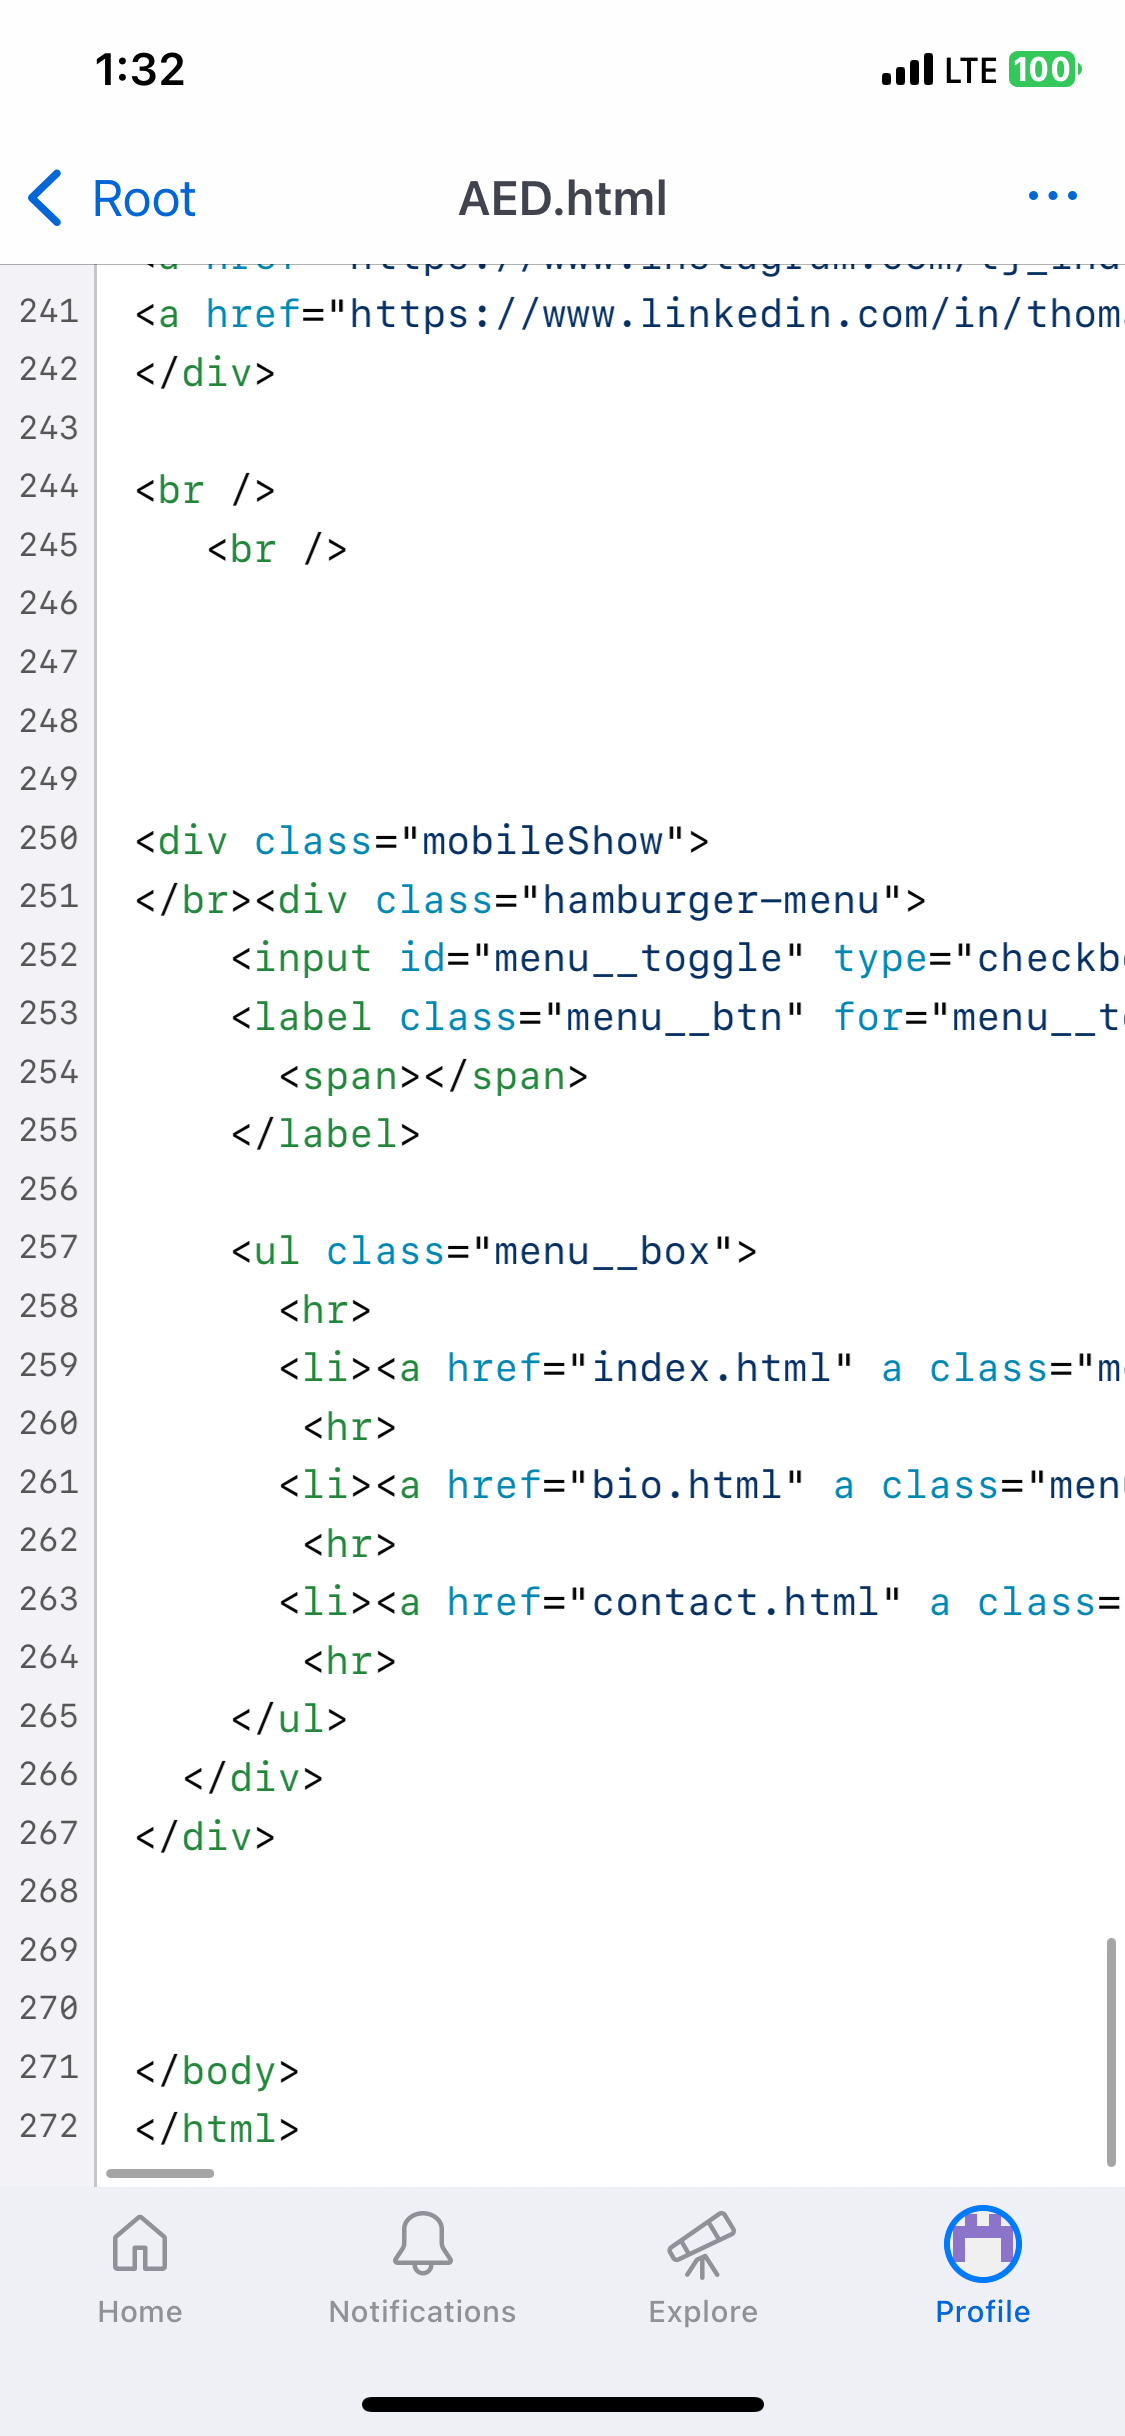 1:32 LTE 100
Root AED.html ...
241 <a href="https://www.linkedin.com/in/thom
242 </div>
243
244 <br />
245 <br />
246
247
248
249
250 <div class="mobileShow">
251 </br><div class="hamburger-menu">
252 <input id="menu__toggle" type="checkb
253 <label class="menu__btn" for="menu__t
254 <span></span>
255 </label>
256
257 <ul class="menu__box">
258 <hr>
259 <li><a href="index.html" a class="m
260 <hr>
261 <li><a href="bio.html" a class="men
262 <hr>
263 <li><a href="contact.html" a class=
264 <hr>
265 </ul>
266 </div>
267 </div>
268
269
270
271 </body>
272 </html>
Home Notifications Explore Profile